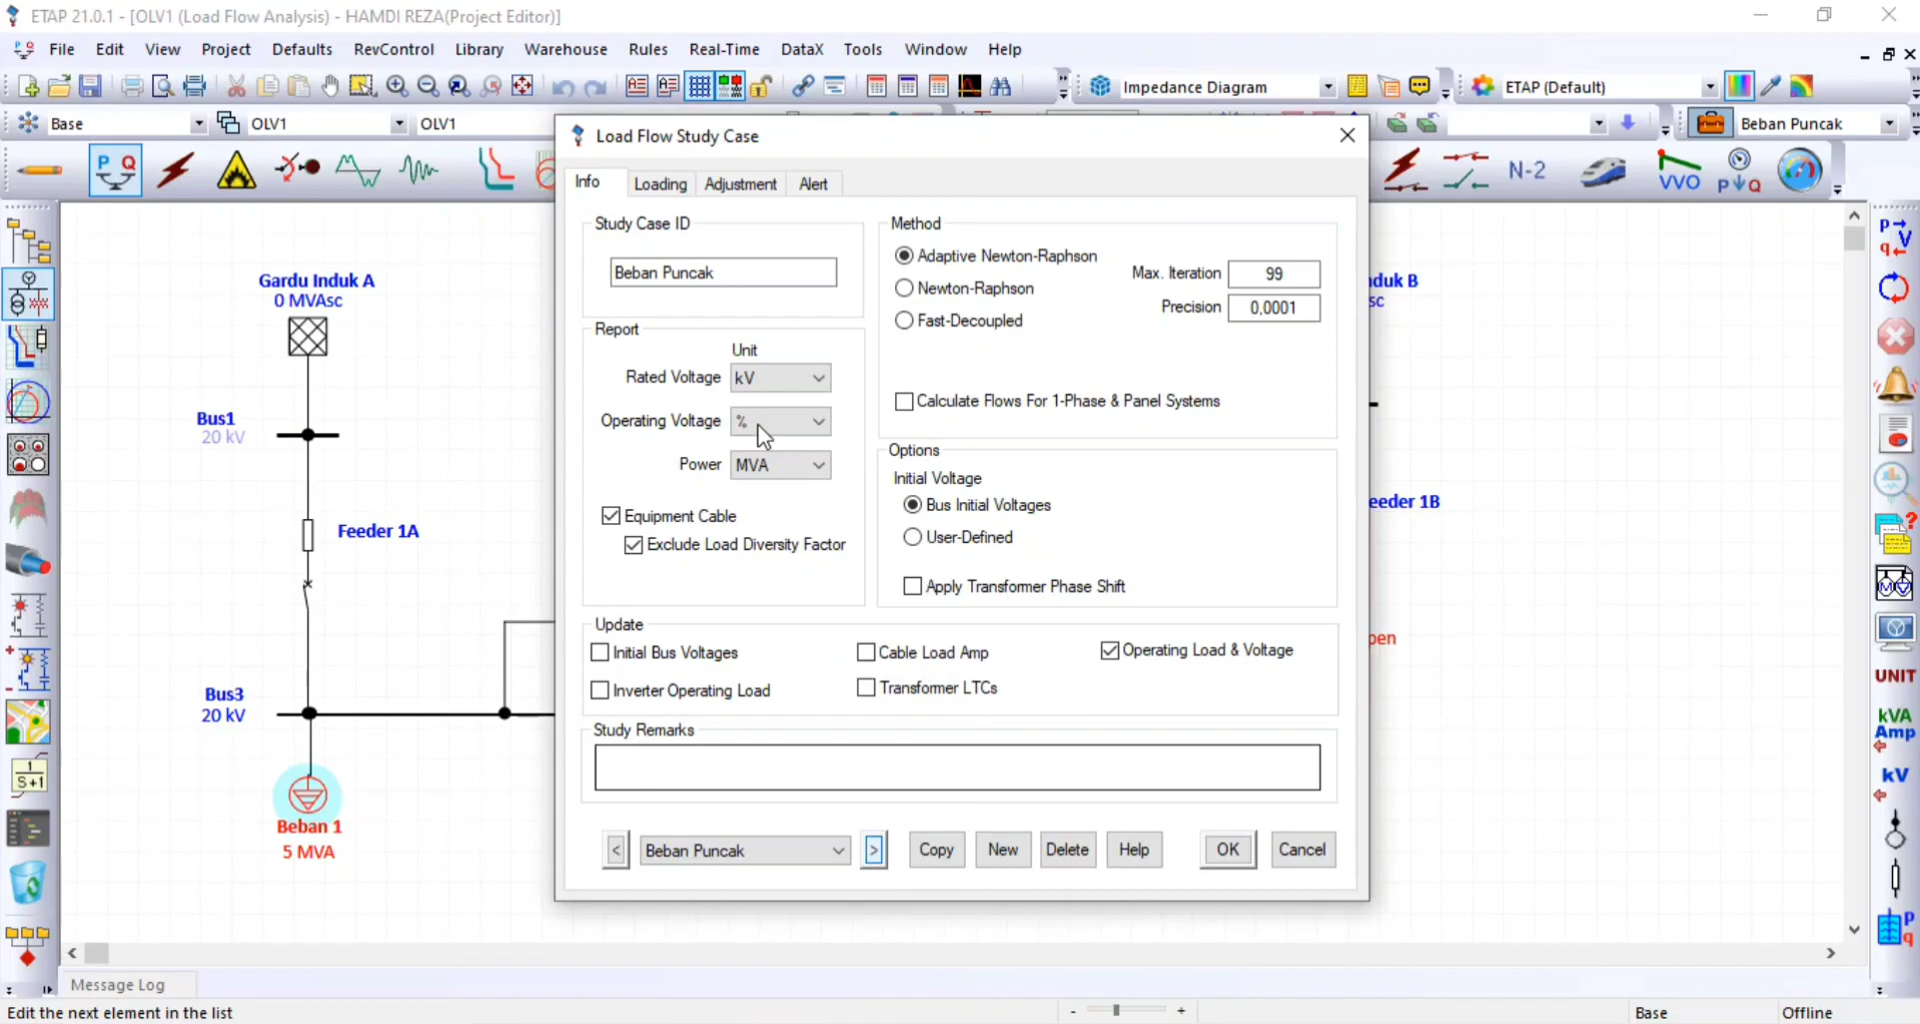 ETAP 21.0.1 - [OLV1 (Load Flow Analysis) - HAMDI REZA(Project Editor)]
File Edit View Project Defaults RevControl Library Warehouse Rules Real-Time DataX Tools Window Help
Impedance Diagram ETAP (Default)
Base OLV1 OLV1 Beban Puncak
P Q N-2 VVO P Q
Load Flow Study Case
Info Loading Adjustment Alert
Study Case ID
Beban Puncak
Method
Adaptive Newton-Raphson
Newton-Raphson
Fast-Decoupled
Max. Iteration 99
Precision 0,0001
Calculate Flows For 1-Phase & Panel Systems
Report
Unit
Rated Voltage kV
Operating Voltage %
Power MVA
Equipment Cable
Exclude Load Diversity Factor
Options
Initial Voltage
Bus Initial Voltages
User-Defined
Apply Transformer Phase Shift
Update
Initial Bus Voltages Cable Load Amp Operating Load & Voltage
Inverter Operating Load Transformer LTCs
Study Remarks
< Beban Puncak > Copy New Delete Help OK Cancel
Gardu Induk A
0 MVAsc
Bus1
20 kV
Feeder 1A
Bus3
20 kV
Beban 1
5 MVA
duk B
sc
eeder 1B
pen
1
S+1
P V
q
UNIT
kVA
Amp
kV
P
q
Message Log
Edit the next element in the list - + Base Offline